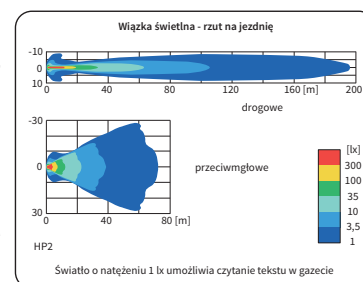 Wiązka świetlna - rzut na jezdnię
-10
0
10
0 40 80 120 160 [m] 200
drogowe
-30
0
30
0 40 80 [m]
przeciwmgłowe
[lx]
300
100
35
10
3,5
1
HP2
Światło o natężeniu 1 lx umożliwia czytanie tekstu w gazecie